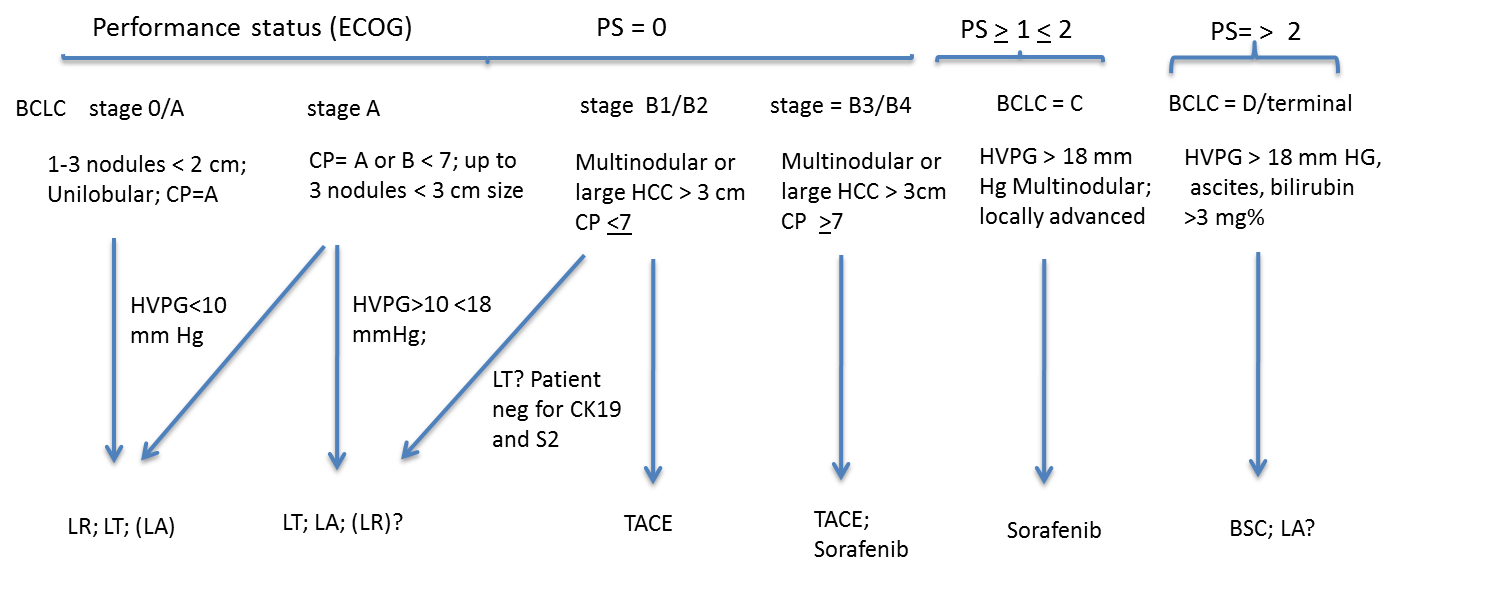 Performance status (ECOG)
PS = 0
PS ≥ 1 ≤ 2
PS= > 2
BCLC stage 0/A
stage A
stage B1/B2
stage = B3/B4
BCLC = C
BCLC = D/terminal
1-3 nodules < 2 cm;
Unilobular; CP=A
CP= A or B < 7; up to
3 nodules < 3 cm size
Multinodular or
large HCC > 3 cm
CP ≤7
Multinodular or
large HCC > 3cm
CP ≥7
HVPG > 18 mm
Hg Multinodular;
locally advanced
HVPG > 18 mm HG,
ascites, bilirubin
>3 mg%
HVPG<10
mm Hg
HVPG>10 <18
mmHg;
LT? Patient
neg for CK19
and S2
LR; LT; (LA)
LT; LA; (LR)?
TACE
TACE;
Sorafenib
Sorafenib
BSC; LA?